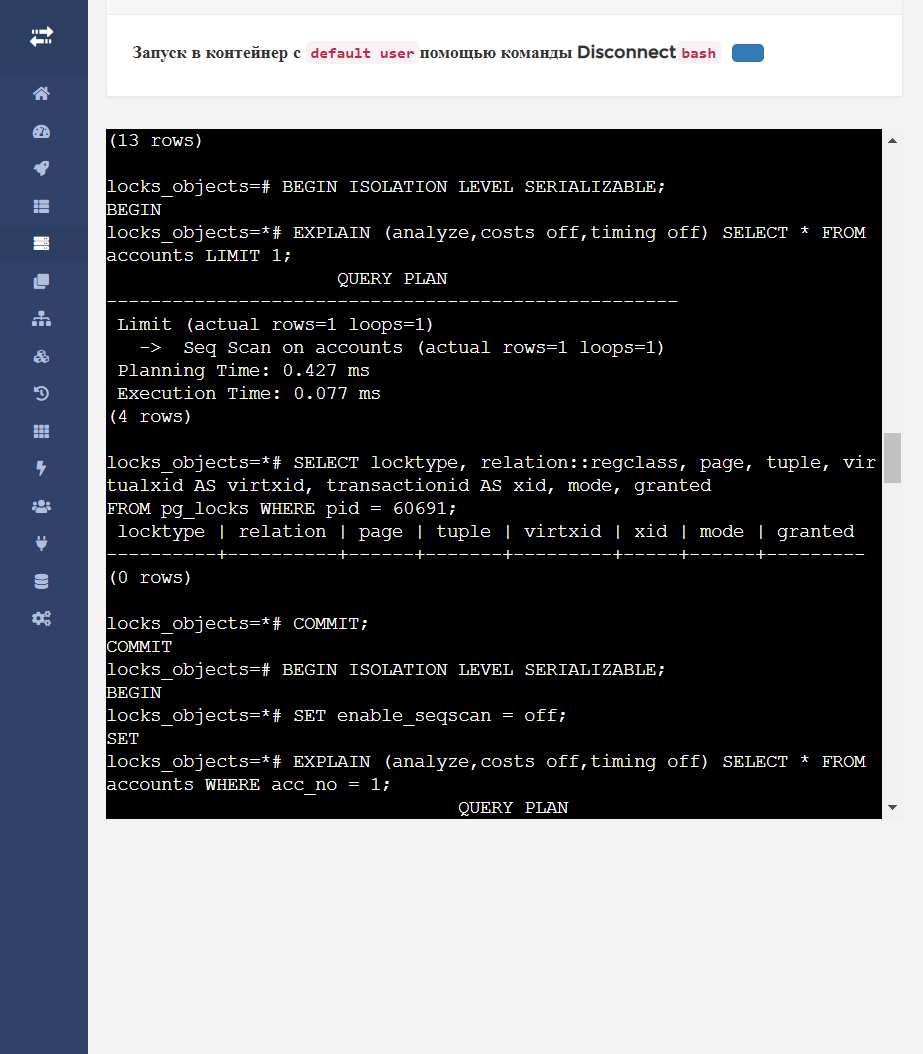 Запуск в контейнер с default user помощью команды Disconnect bash
(13 rows)
locks_objects=# BEGIN ISOLATION LEVEL SERIALIZABLE;
BEGIN
locks_objects=*# EXPLAIN (analyze,costs off,timing off) SELECT * FROM
accounts LIMIT 1;
QUERY PLAN
----------------------------------------------------
Limit (actual rows=1 loops=1)
->  Seq Scan on accounts (actual rows=1 loops=1)
Planning Time: 0.427 ms
Execution Time: 0.077 ms
(4 rows)
locks_objects=*# SELECT locktype, relation::regclass, page, tuple, vir
tualxid AS virtxid, transactionid AS xid, mode, granted
FROM pg_locks WHERE pid = 60691;
locktype | relation | page | tuple | virtxid | xid | mode | granted
----------+----------+------+-------+---------+-----+------+---------
(0 rows)
locks_objects=*# COMMIT;
COMMIT
locks_objects=# BEGIN ISOLATION LEVEL SERIALIZABLE;
BEGIN
locks_objects=*# SET enable_seqscan = off;
SET
locks_objects=*# EXPLAIN (analyze,costs off,timing off) SELECT * FROM
accounts WHERE acc_no = 1;
QUERY PLAN